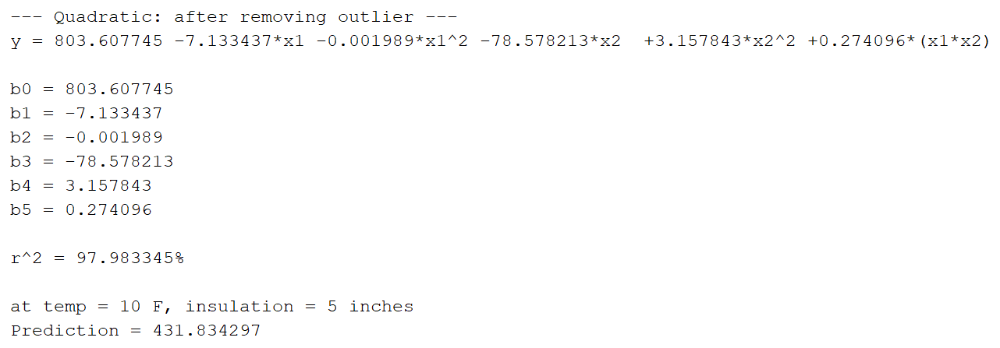 --- Quadratic: after removing outlier ---
y = 803.607745 -7.133437*x1 -0.001989*x1^2 -78.578213*x2  +3.157843*x2^2 +0.274096*(x1*x2)
b0 = 803.607745
b1 = -7.133437
b2 = -0.001989
b3 = -78.578213
b4 = 3.157843
b5 = 0.274096
r^2 = 97.983345%
at temp = 10 F, insulation = 5 inches
Prediction = 431.834297